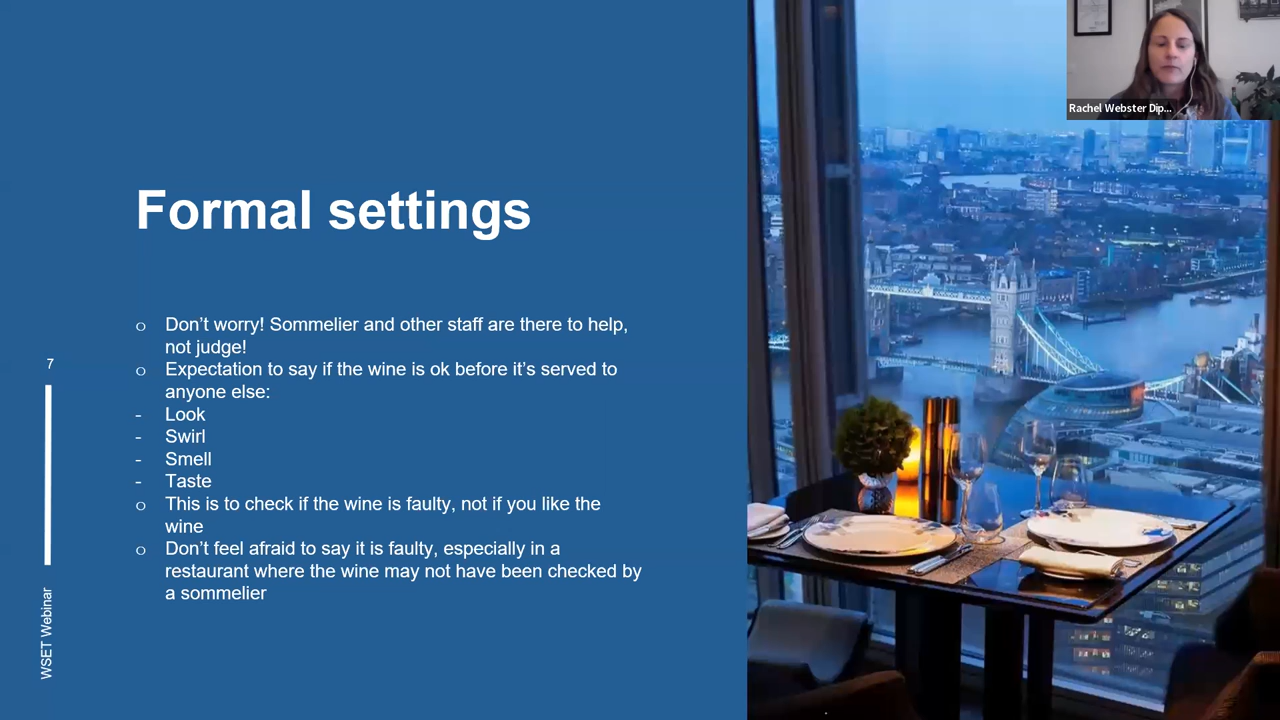 Rachel Webster Dip...
Formal settings
o Don’t worry! Sommelier and other staff are there to help,
not judge!
o Expectation to say if the wine is ok before it’s served to
anyone else:
- Look
- Swirl
- Smell
- Taste
o This is to check if the wine is faulty, not if you like the
wine
o Don’t feel afraid to say it is faulty, especially in a
restaurant where the wine may not have been checked by
a sommelier
7
WSET Webinar